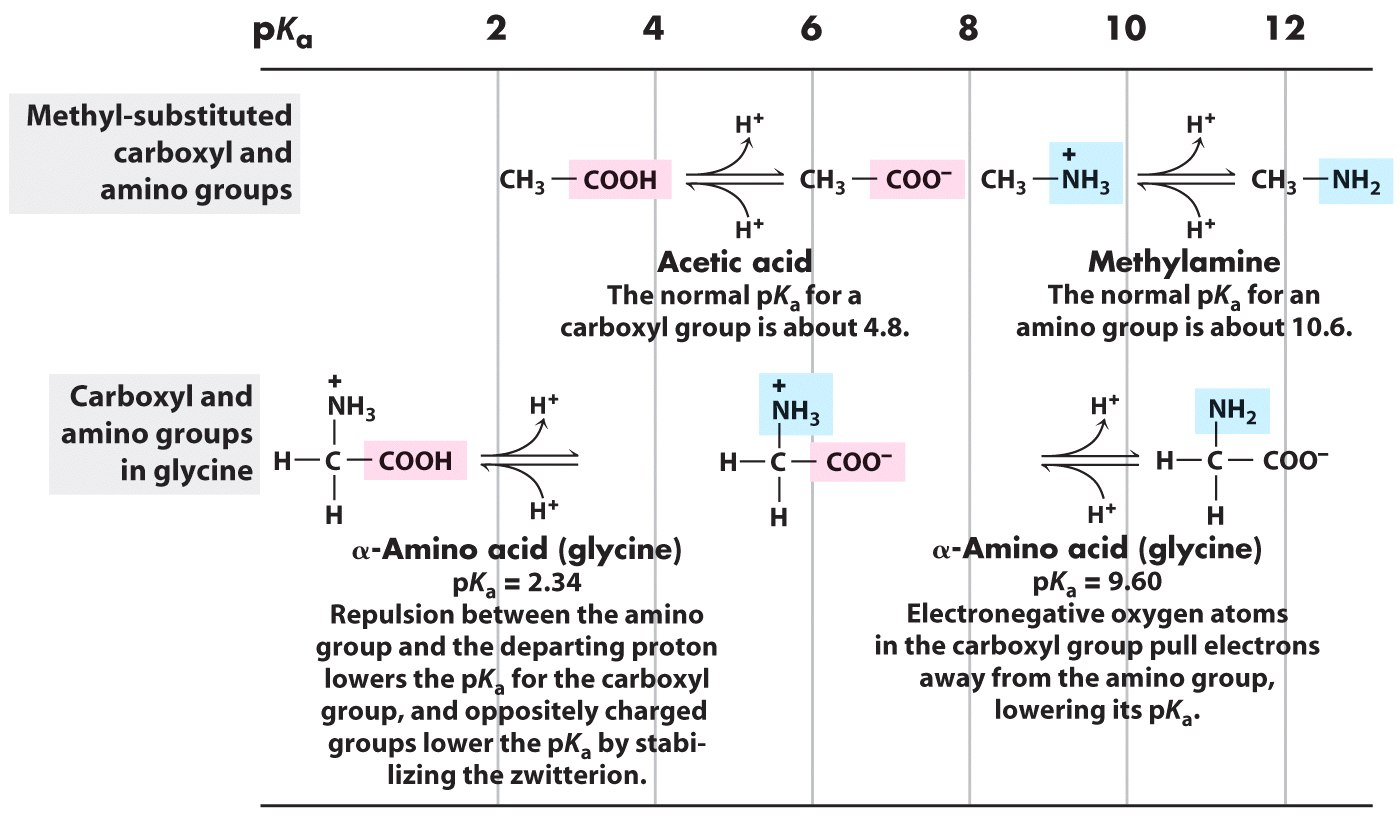 pKa 2 4 6 8 10 12
Methyl-substituted
carboxyl and
amino groups
H+ H+
CH3 — COOH CH3 — COO− CH3 — +NH3 CH3 — NH2
H+ H+
Acetic acid
The normal pKa for a
carboxyl group is about 4.8.
Methylamine
The normal pKa for an
amino group is about 10.6.
Carboxyl and
amino groups
in glycine
+NH3 H+ +NH3 H+ NH2
H—C—COOH H—C—COO− H—C—COO−
H H+ H H+ H
α-Amino acid (glycine)
pKa = 2.34
Repulsion between the amino
group and the departing proton
lowers the pKa for the carboxyl
group, and oppositely charged
groups lower the pKa by stabi-
lizing the zwitterion.
α-Amino acid (glycine)
pKa = 9.60
Electronegative oxygen atoms
in the carboxyl group pull electrons
away from the amino group,
lowering its pKa.